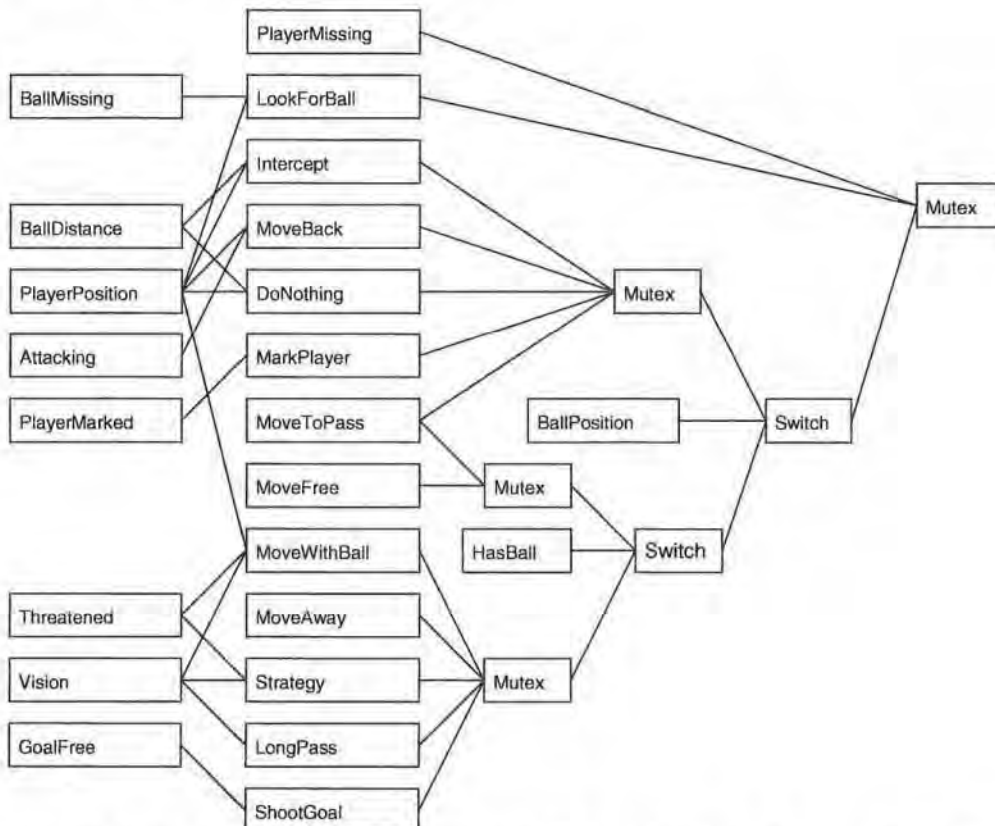 PlayerMissing
BallMissing
LookForBall
Intercept
Mutex
BallDistance
MoveBack
PlayerPosition
DoNothing
Mutex
Attacking
MarkPlayer
PlayerMarked
MoveToPass
BallPosition
Switch
MoveFree
Mutex
MoveWithBall
HasBall
Switch
Threatened
MoveAway
Vision
Strategy
Mutex
GoalFree
LongPass
ShootGoal